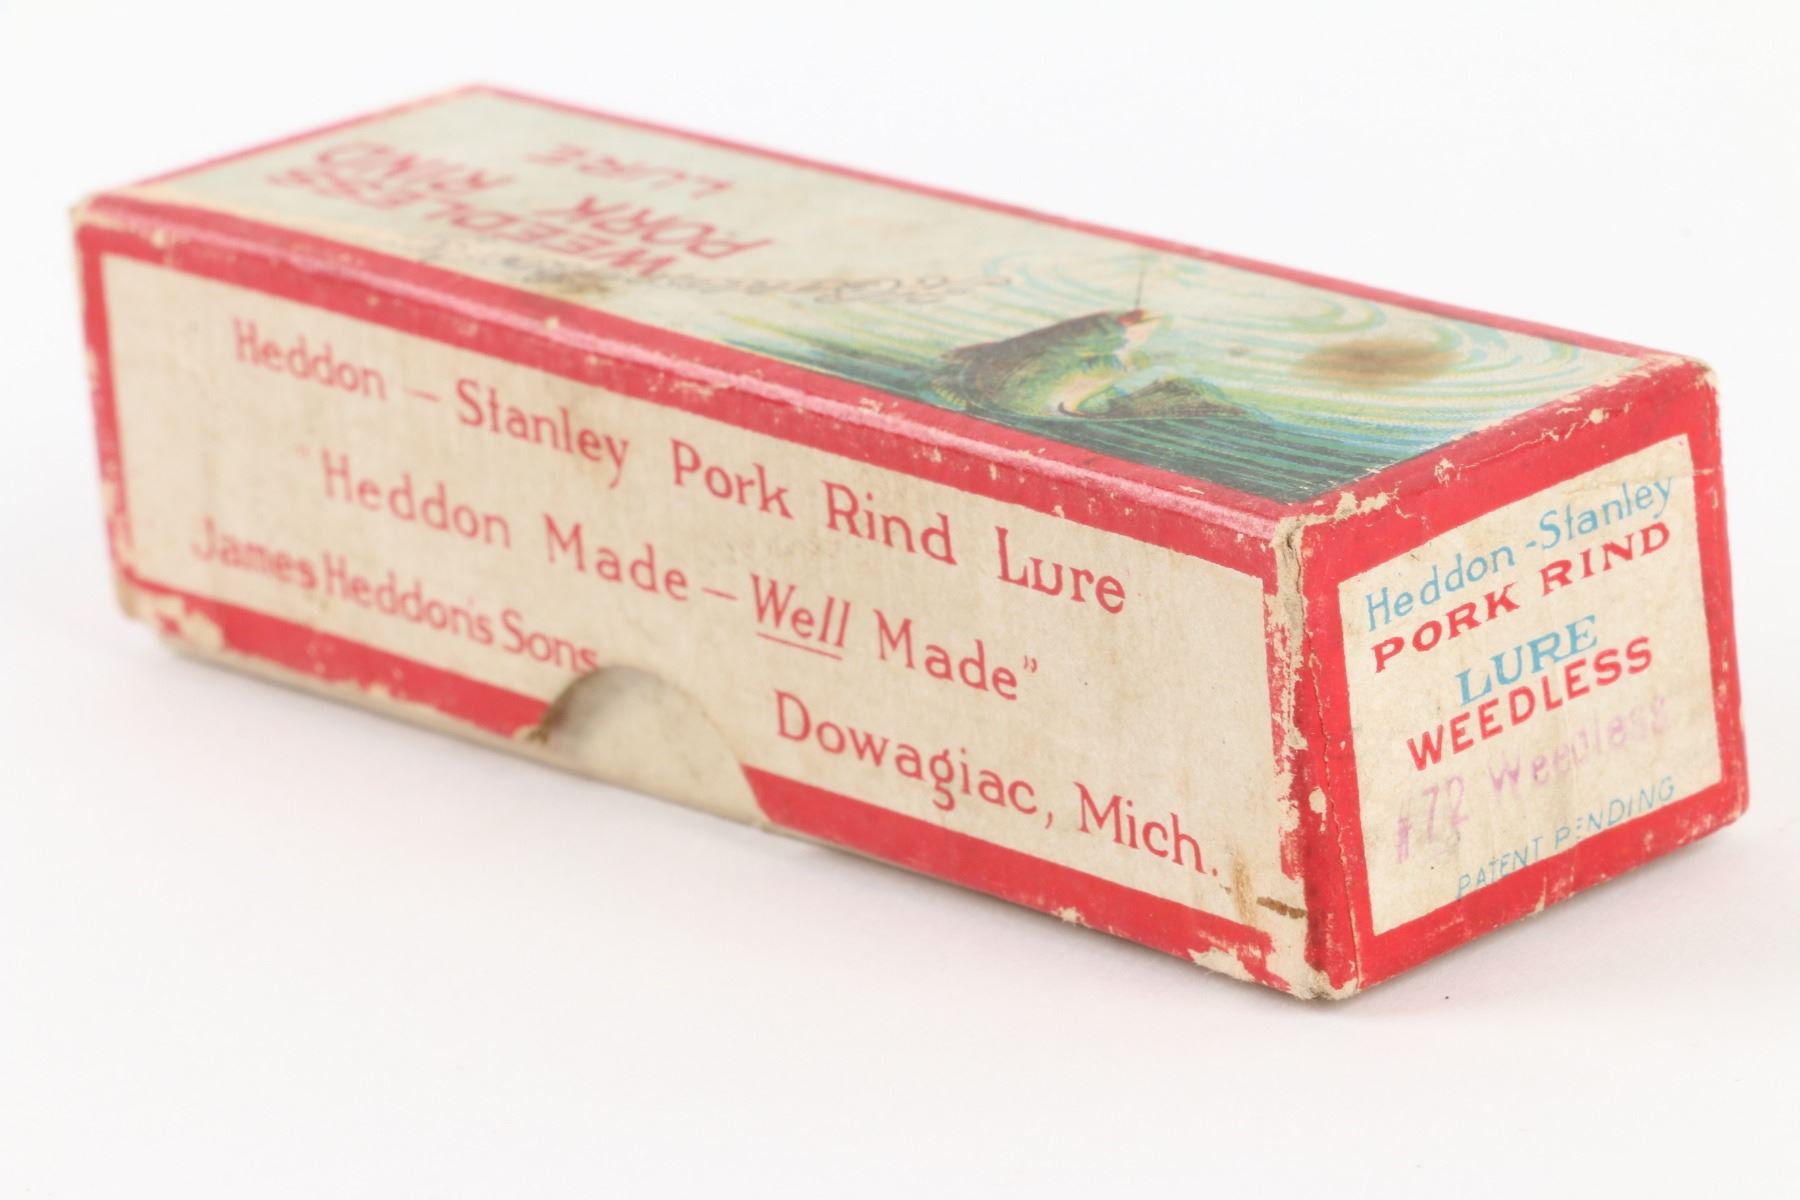 WEEDLESS
PORK RIND
LURE
Heddon – Stanley Pork Rind Lure
"Heddon Made – Well Made"
James Heddon's Sons
Dowagiac, Mich.
Heddon-Stanley
PORK RIND
LURE
WEEDLESS
#72 Weedless
PATENT PENDING